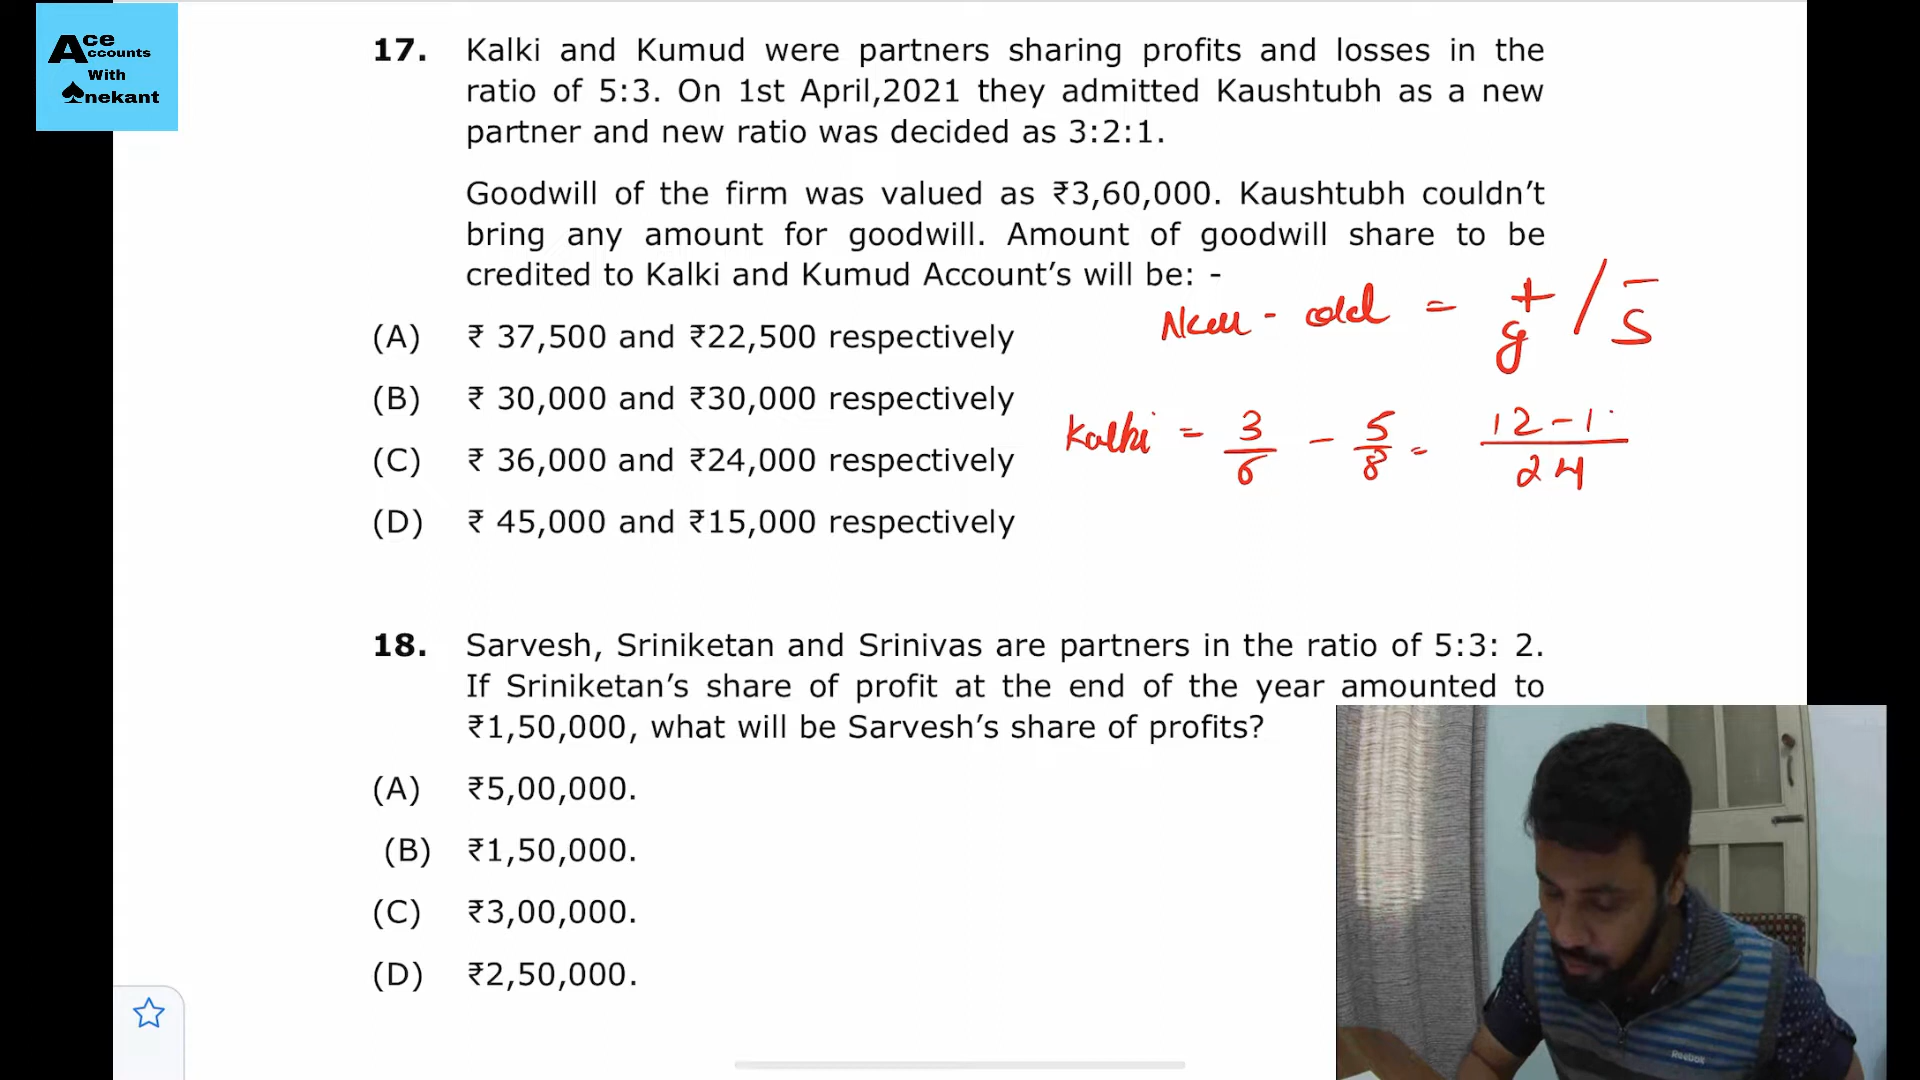 Ace
Accounts
With
Anekant
17. Kalki and Kumud were partners sharing profits and losses in the
ratio of 5:3. On 1st April,2021 they admitted Kaushtubh as a new
partner and new ratio was decided as 3:2:1.
Goodwill of the firm was valued as ₹3,60,000. Kaushtubh couldn't
bring any amount for goodwill. Amount of goodwill share to be
credited to Kalki and Kumud Account's will be: -
(A) ₹ 37,500 and ₹22,500 respectively
(B) ₹ 30,000 and ₹30,000 respectively
(C) ₹ 36,000 and ₹24,000 respectively
(D) ₹ 45,000 and ₹15,000 respectively
New - old = + g / - S
Kalki = 3/6 - 5/8 = 12-1/24
18. Sarvesh, Sriniketan and Srinivas are partners in the ratio of 5:3: 2.
If Sriniketan's share of profit at the end of the year amounted to
₹1,50,000, what will be Sarvesh's share of profits?
(A) ₹5,00,000.
(B) ₹1,50,000.
(C) ₹3,00,000.
(D) ₹2,50,000.
Reebok